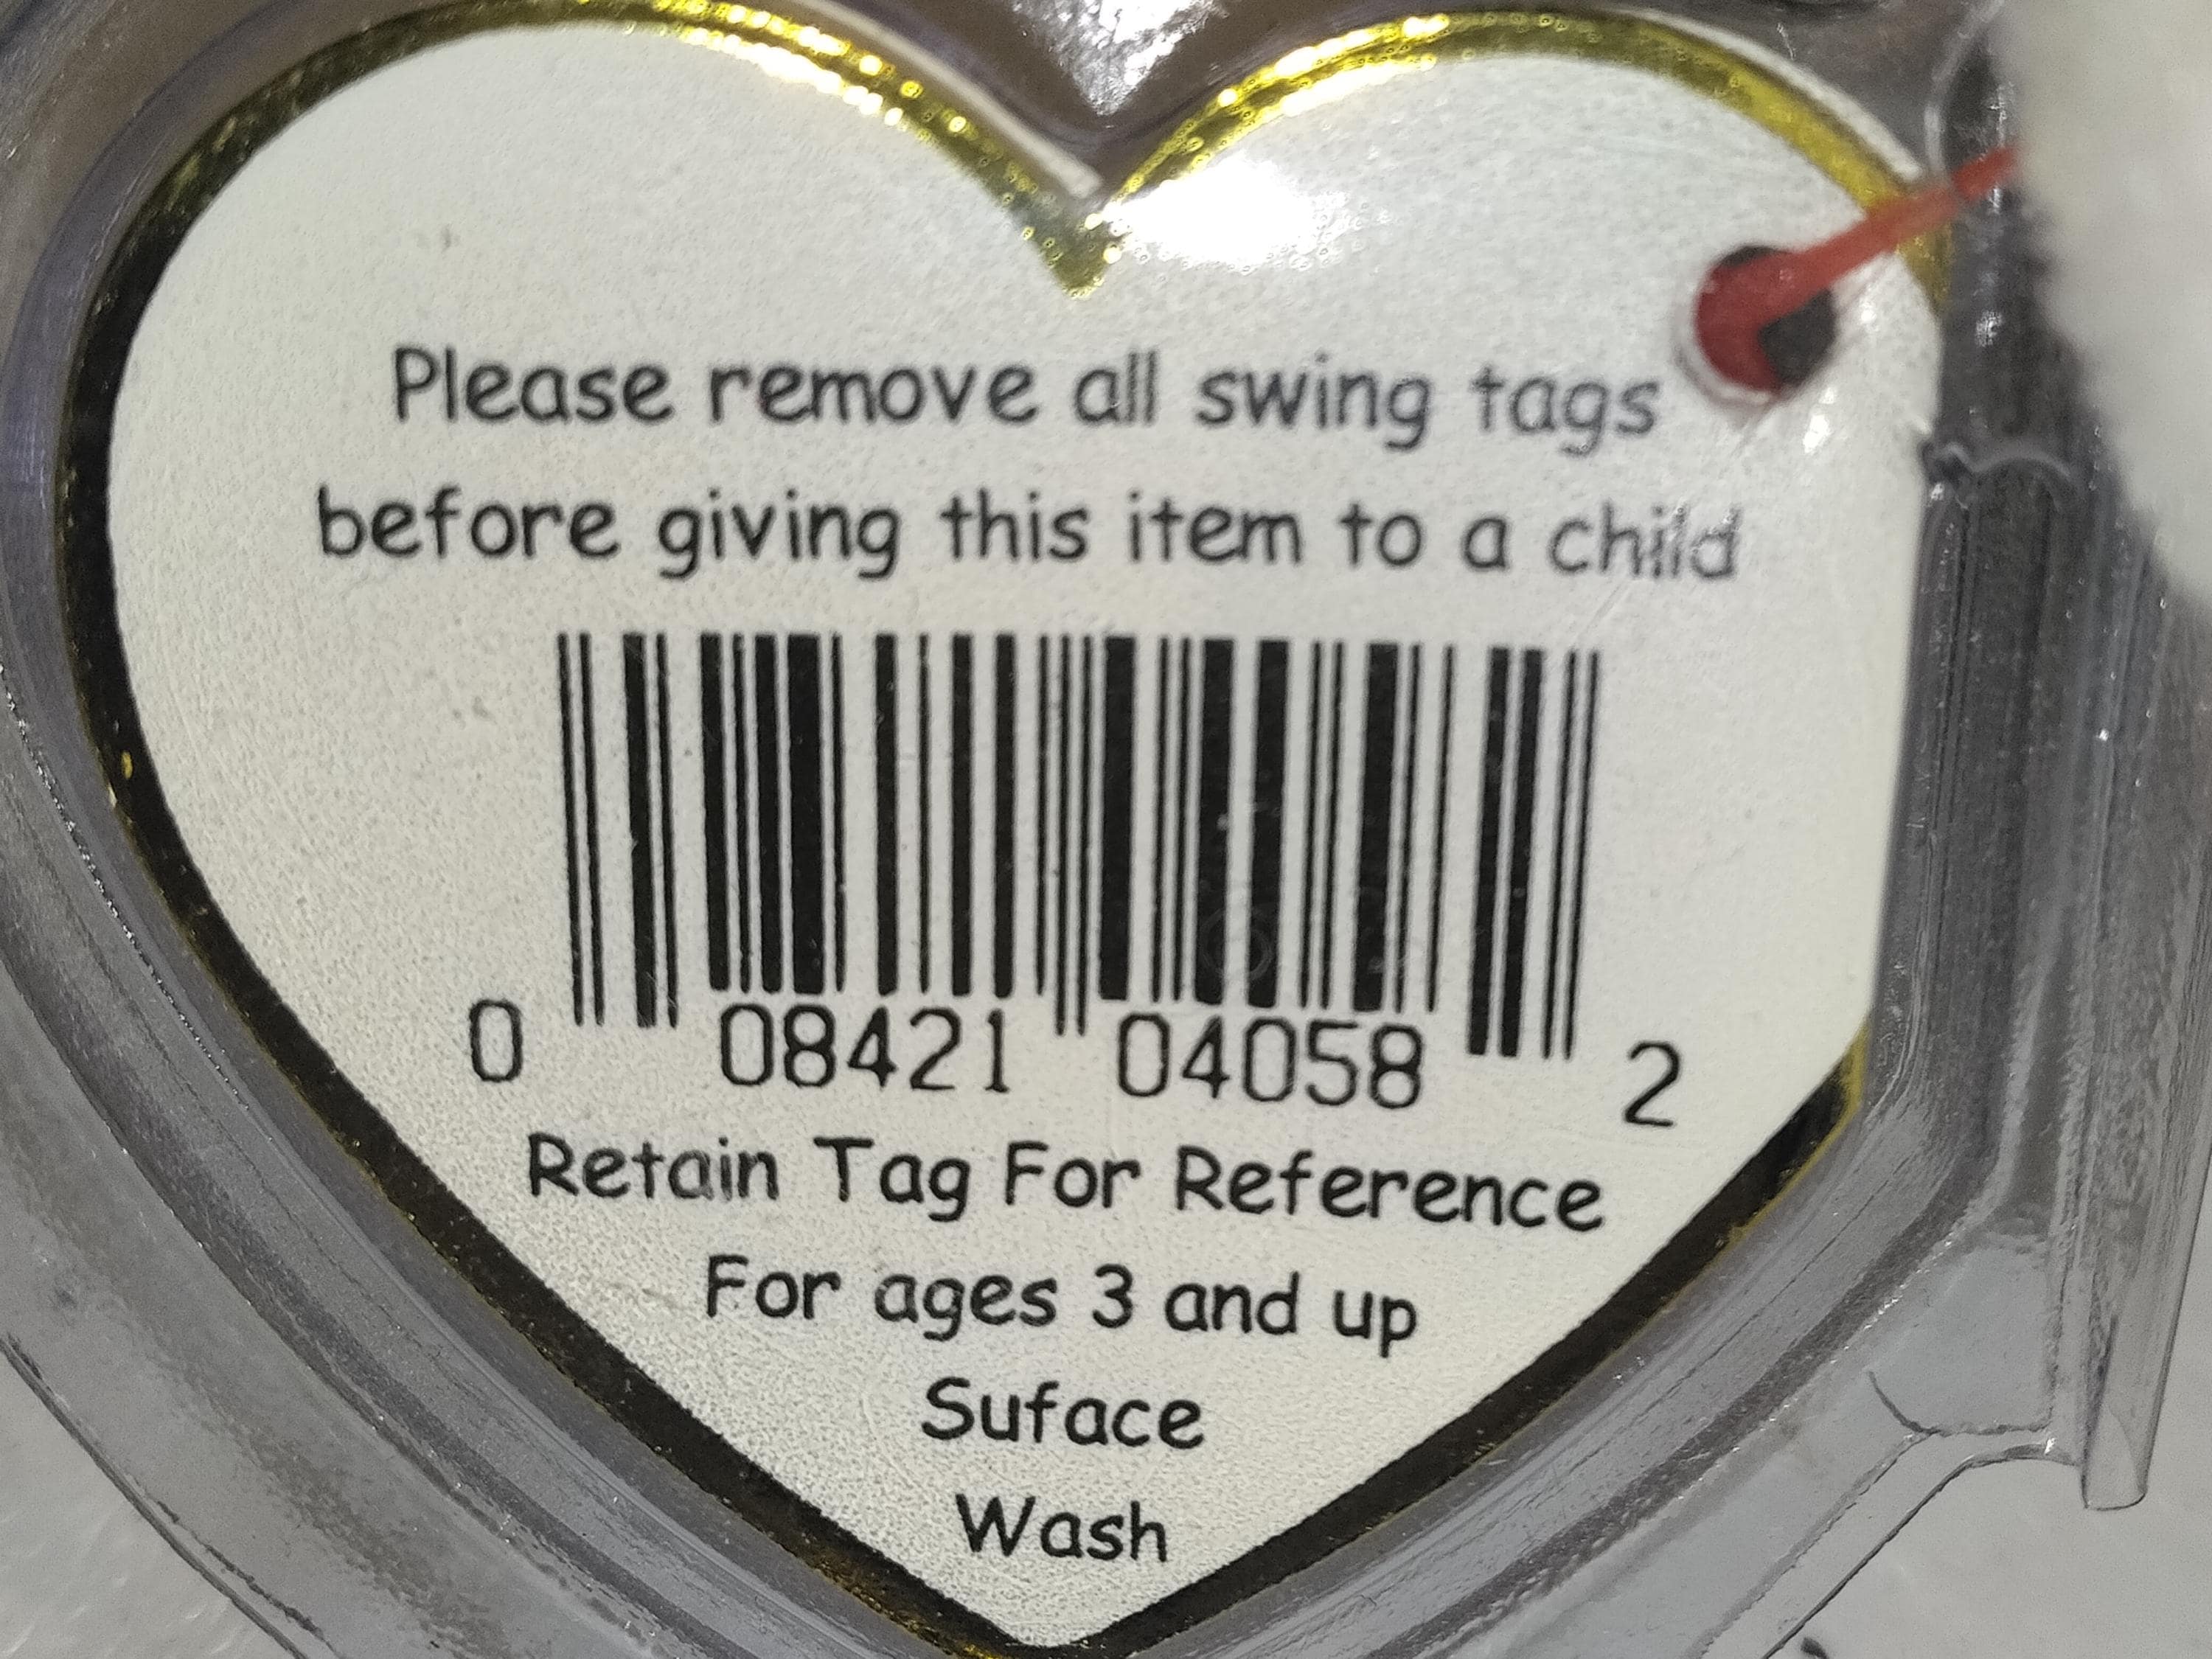 Please remove all swing tags
before giving this item to a child
0 08421 04058 2
Retain Tag For Reference
For ages 3 and up
Suface
Wash